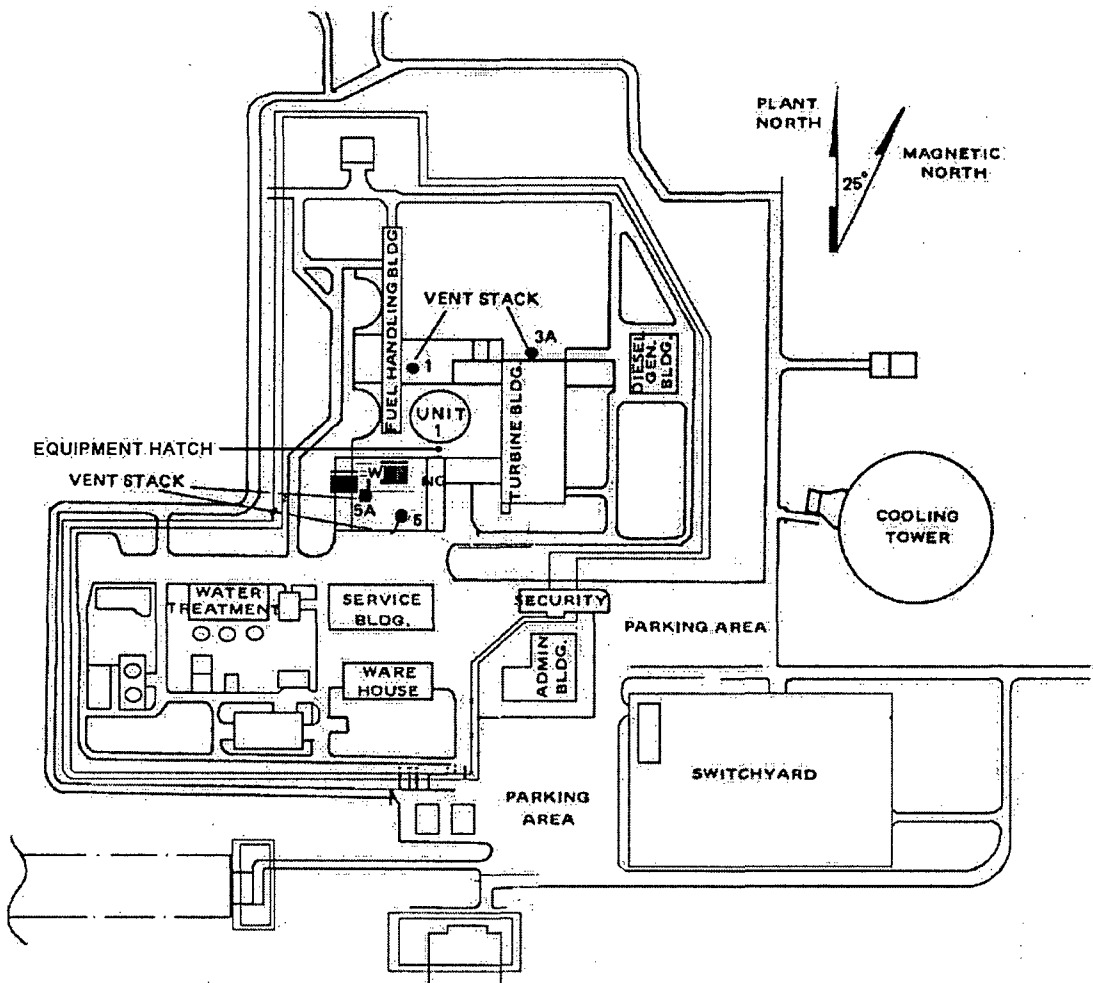 PLANT
NORTH
MAGNETIC
NORTH
25°
FUEL HANDLING BLDG
VENT STACK
3A
1
DIESEL
GEN.
BLDG.
UNIT
1
TURBINE BLDG.
EQUIPMENT HATCH
VENT STACK
W
5A
COOLING
TOWER
WATER
TREATMENT
SERVICE
BLDG.
SECURITY
PARKING AREA
ADMIN
BLDG.
WARE
HOUSE
SWITCHYARD
PARKING
AREA